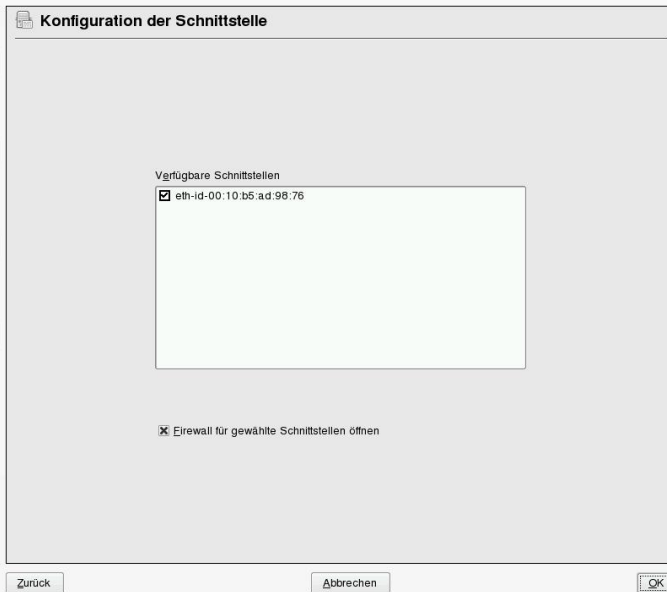 Konfiguration der Schnittstelle
Verfügbare Schnittstellen
eth-id-00:10:b5:ad:98:76
Firewall für gewählte Schnittstellen öffnen
Zurück
Abbrechen
OK